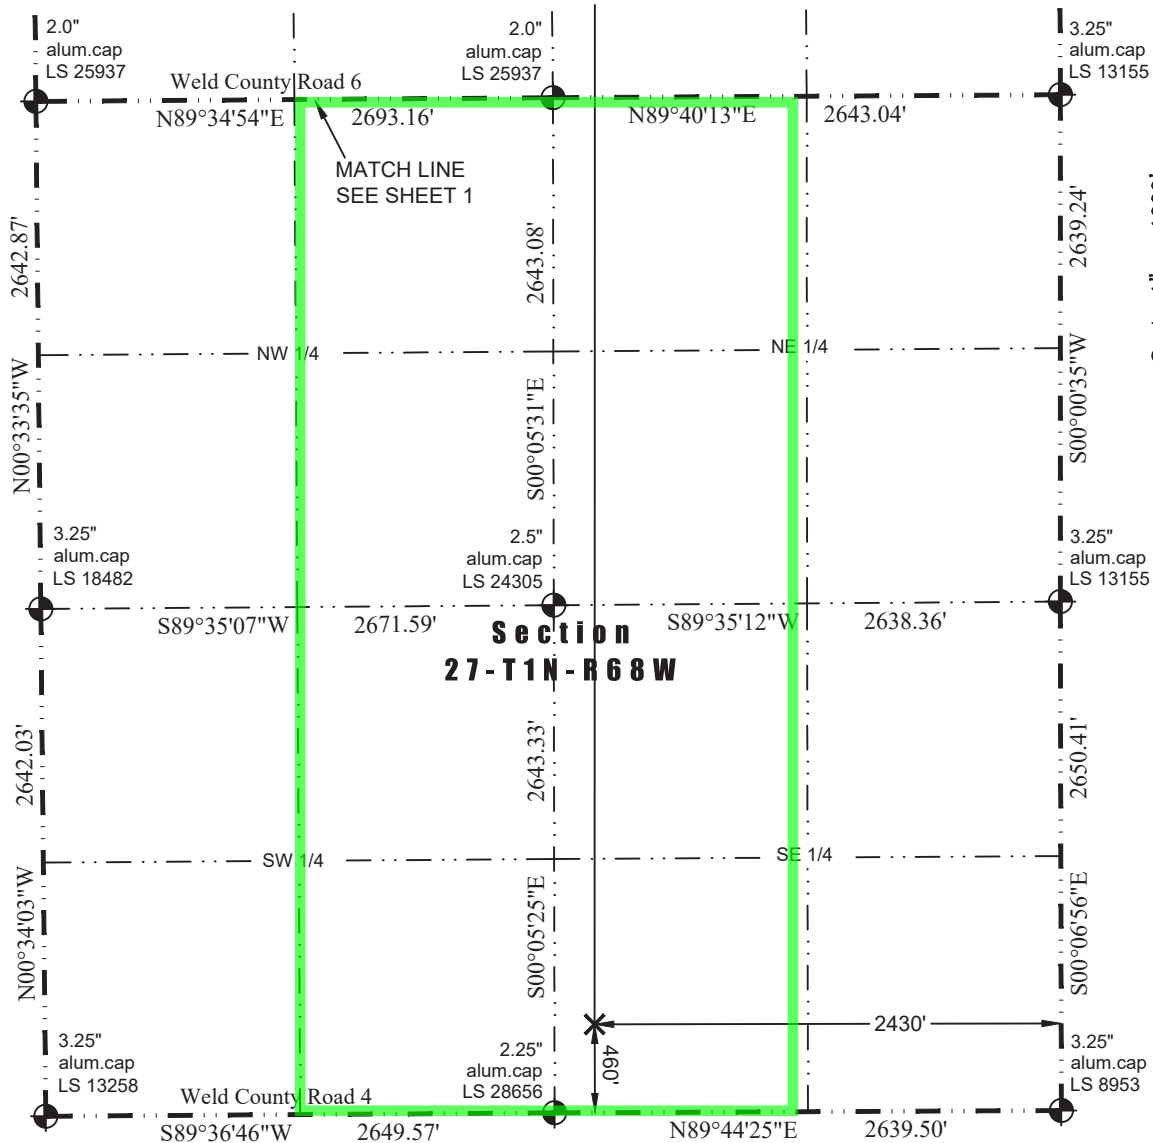 2.0"
alum.cap
LS 25937
2.0"
alum.cap
LS 25937
3.25"
alum.cap
LS 13155
Weld County Road 6
N89°34'54"E
2693.16'
N89°40'13"E
2643.04'
MATCH LINE
SEE SHEET 1
2642.87'
2643.08'
2639.24'
NW 1/4
NE 1/4
N00°33'35"W
S00°05'31"E
S00°00'35"W
3.25"
alum.cap
LS 18482
2.5"
alum.cap
LS 24305
3.25"
alum.cap
LS 13155
S89°35'07"W
2671.59'
S89°35'12"W
2638.36'
Section
27-T1N-R68W
2642.03'
2643.33'
2650.41'
SW 1/4
SE 1/4
N00°34'03"W
S00°05'25"E
S00°06'56"E
2430'
460'
3.25"
alum.cap
LS 13258
2.25"
alum.cap
LS 28656
3.25"
alum.cap
LS 8953
Weld County Road 4
S89°36'46"W
2649.57'
N89°44'25"E
2639.50'